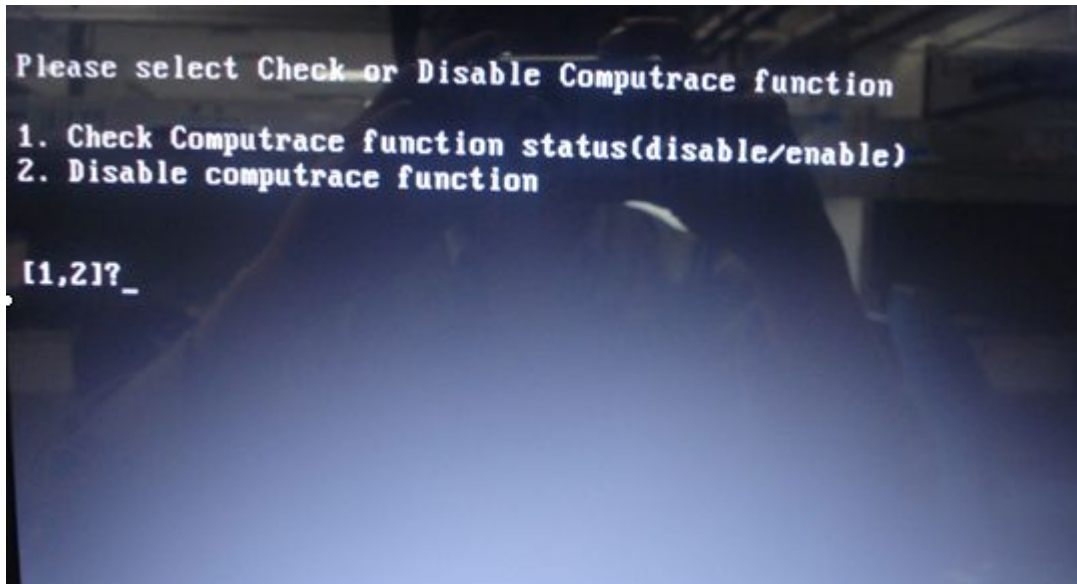 Please select Check or Disable Computrace function
1. Check Computrace function status(disable/enable)
2. Disable computrace function
[1,2]?_